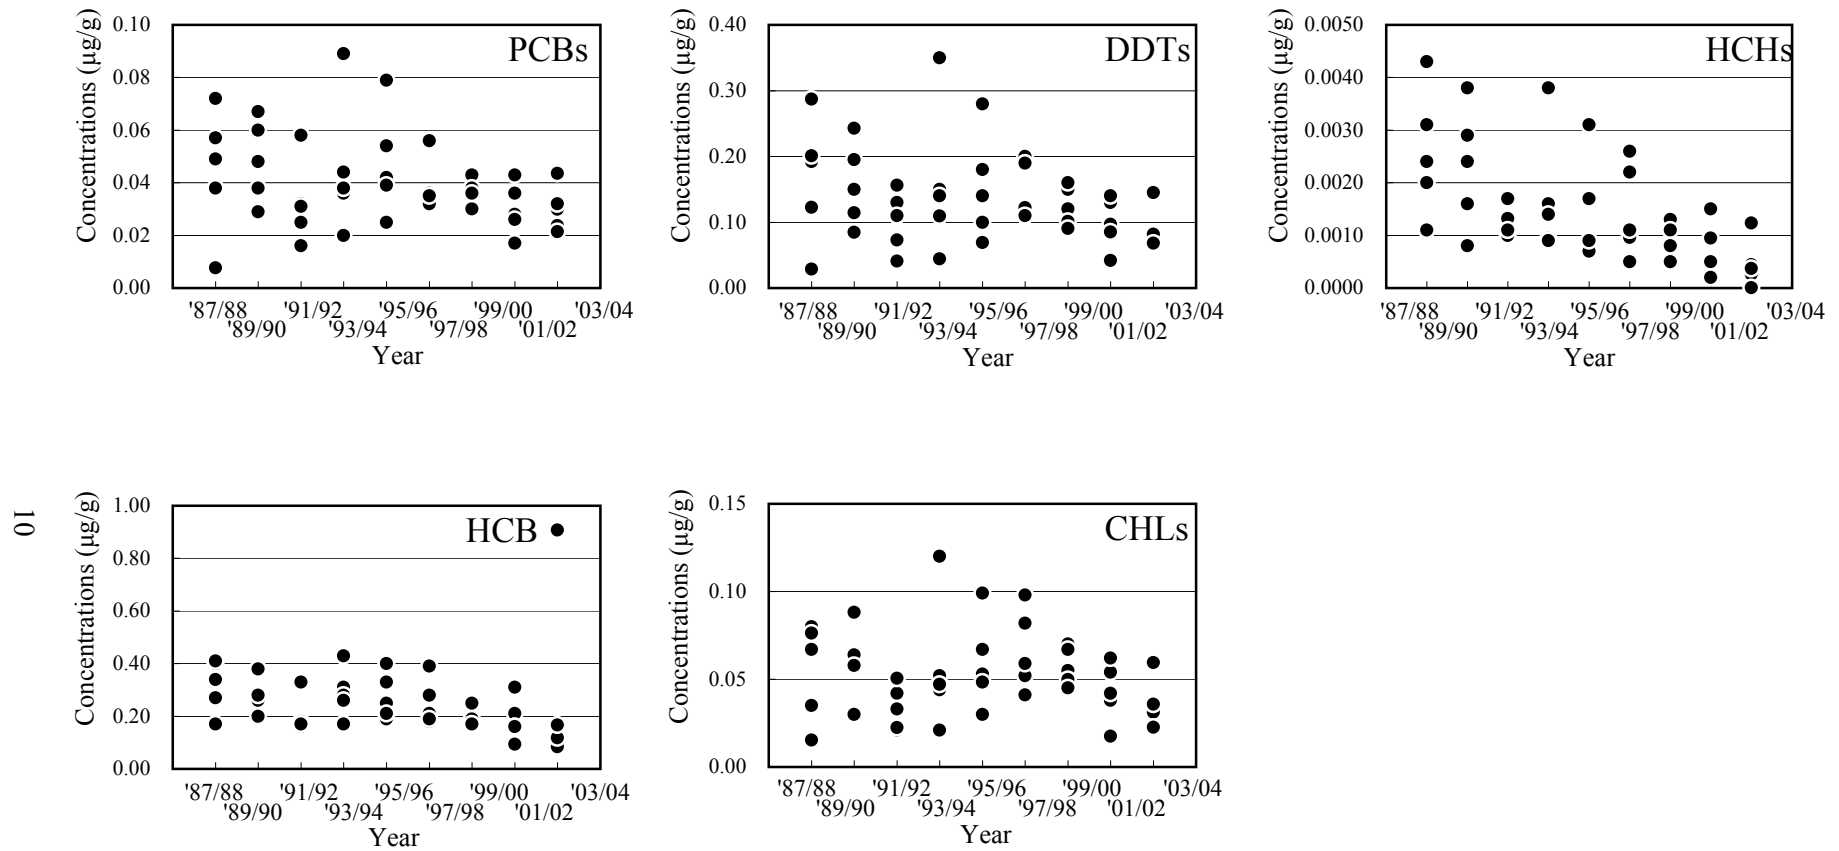 PCBs
Concentrations (μg/g)
0.10
0.08
0.06
0.04
0.02
0.00
'87/88 '91/92 '95/96 '99/00 '03/04
'89/90 '93/94 '97/98 '01/02
Year
DDTs
Concentrations (μg/g)
0.40
0.30
0.20
0.10
0.00
'87/88 '91/92 '95/96 '99/00 '03/04
'89/90 '93/94 '97/98 '01/02
Year
HCHs
Concentrations (μg/g)
0.0050
0.0040
0.0030
0.0020
0.0010
0.0000
'87/88 '91/92 '95/96 '99/00 '03/04
'89/90 '93/94 '97/98 '01/02
Year
10
HCB
Concentrations (μg/g)
1.00
0.80
0.60
0.40
0.20
0.00
'87/88 '91/92 '95/96 '99/00 '03/04
'89/90 '93/94 '97/98 '01/02
Year
CHLs
Concentrations (μg/g)
0.15
0.10
0.05
0.00
'87/88 '91/92 '95/96 '99/00 '03/04
'89/90 '93/94 '97/98 '01/02
Year